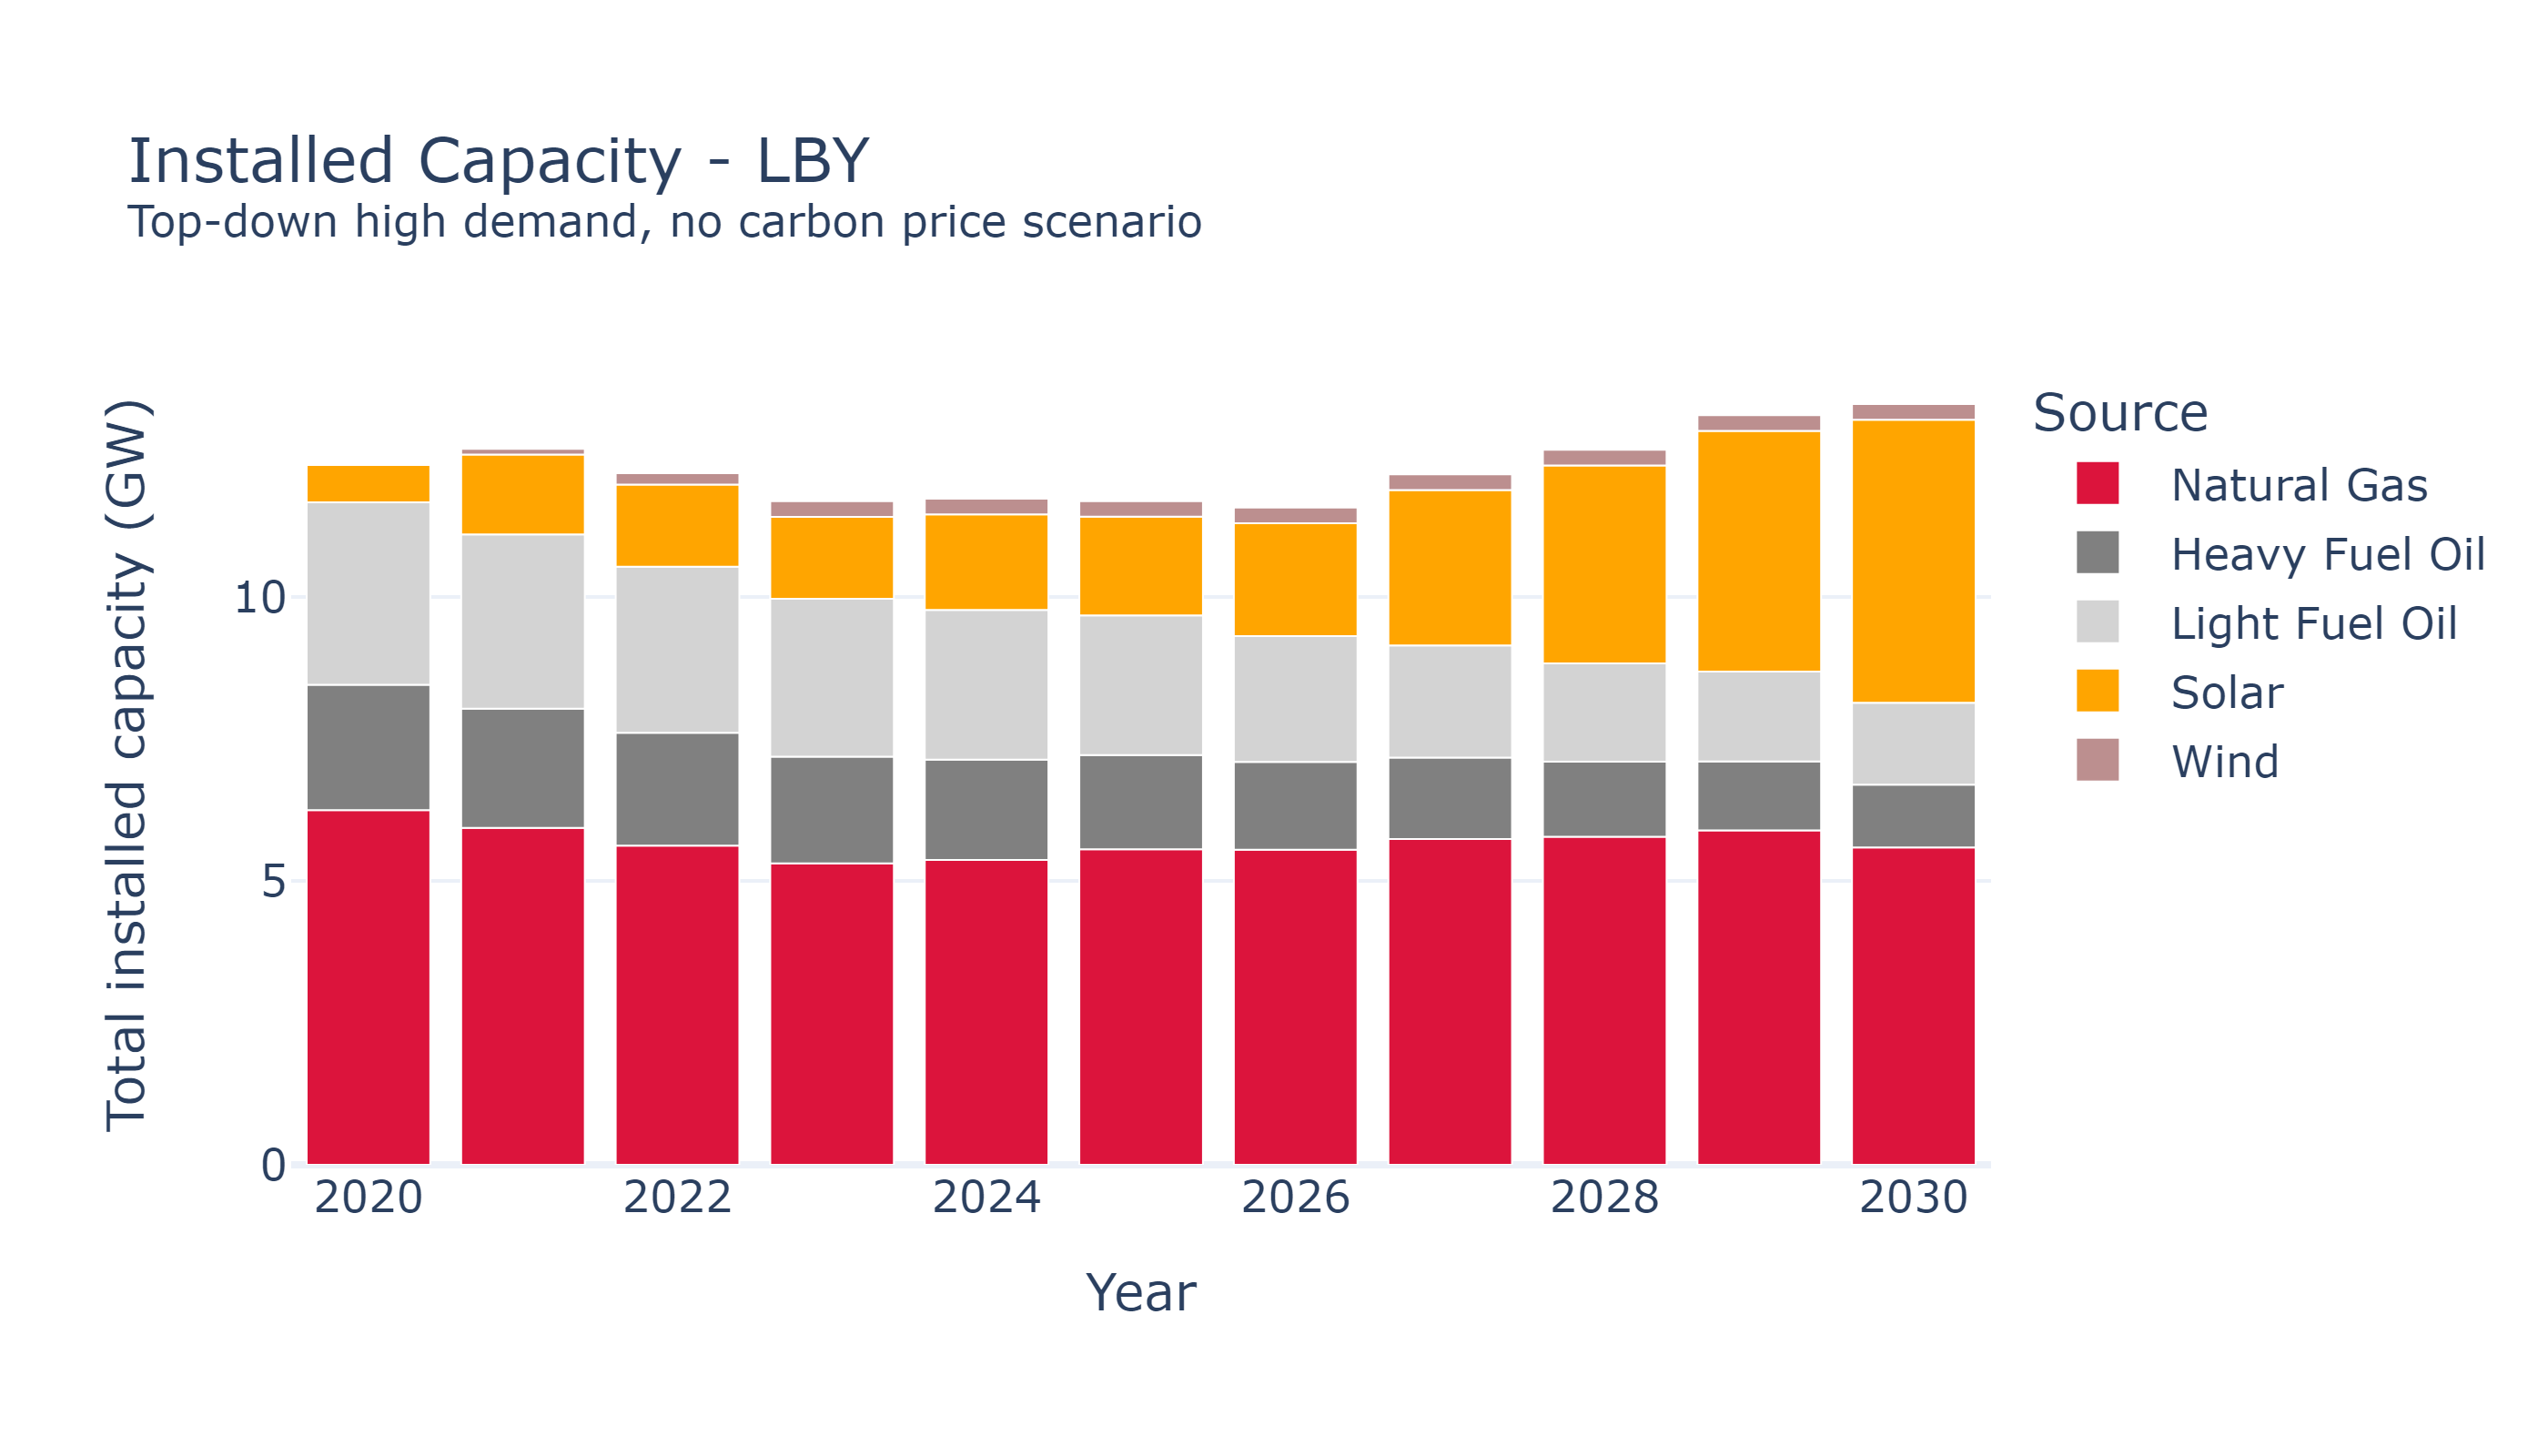 Installed Capacity - LBY
Top-down high demand, no carbon price scenario
Total installed capacity (GW)
10
5
0
2020 2022 2024 2026 2028 2030
Year
Source
Natural Gas
Heavy Fuel Oil
Light Fuel Oil
Solar
Wind